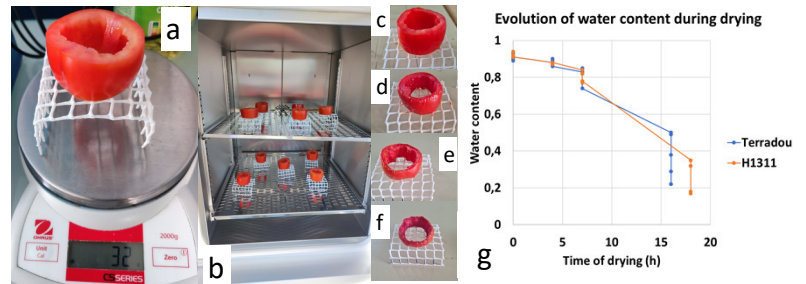 a
OHAUS
2000g
Unit
Cal
32
Zero
CS SERIES
b
c
d
e
f
g
Evolution of water content during drying
Water content
1
0,8
0,6
0,4
0,2
0
0
5
10
15
20
Time of drying (h)
Terradou
H1311